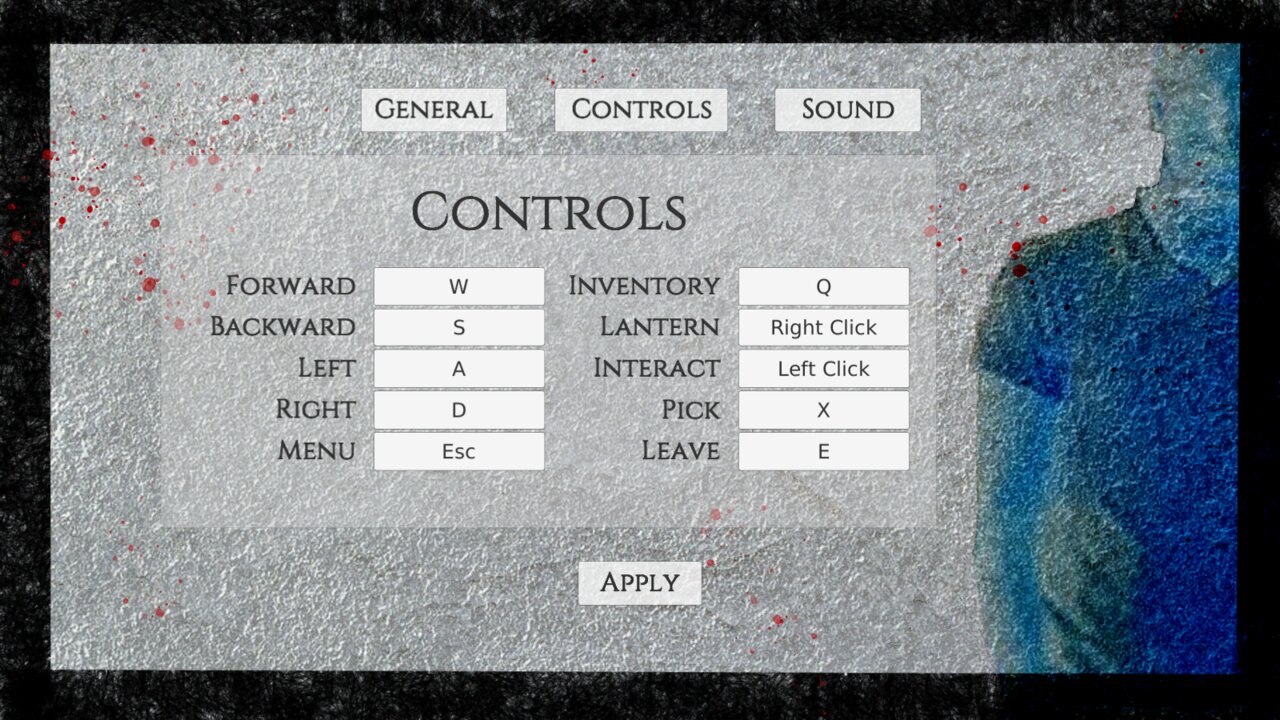 General Controls Sound
Controls
Forward W Inventory Q
Backward S Lantern Right Click
Left A Interact Left Click
Right D Pick X
Menu Esc Leave E
Apply